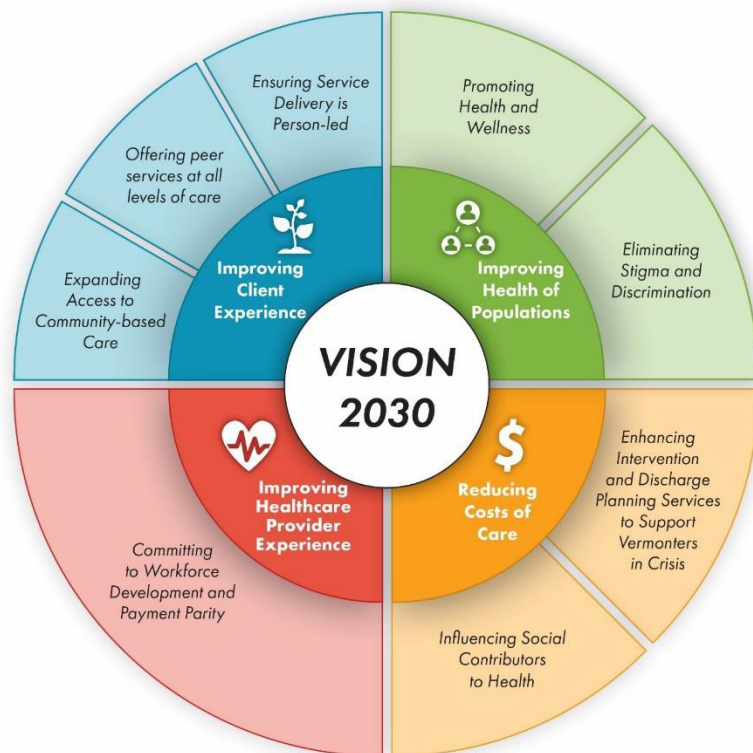 Ensuring Service
Delivery is
Person-led
Offering peer
services at all
levels of care
Expanding
Access to
Community-based
Care
Improving
Client
Experience
Promoting
Health and
Wellness
Eliminating
Stigma and
Discrimination
Improving
Health of
Populations
VISION
2030
Improving
Healthcare
Provider
Experience
Committing
to Workforce
Development and
Payment Parity
$
Reducing
Costs of
Care
Enhancing
Intervention
and Discharge
Planning Services
to Support
Vermonters
in Crisis
Influencing Social
Contributors
to Health